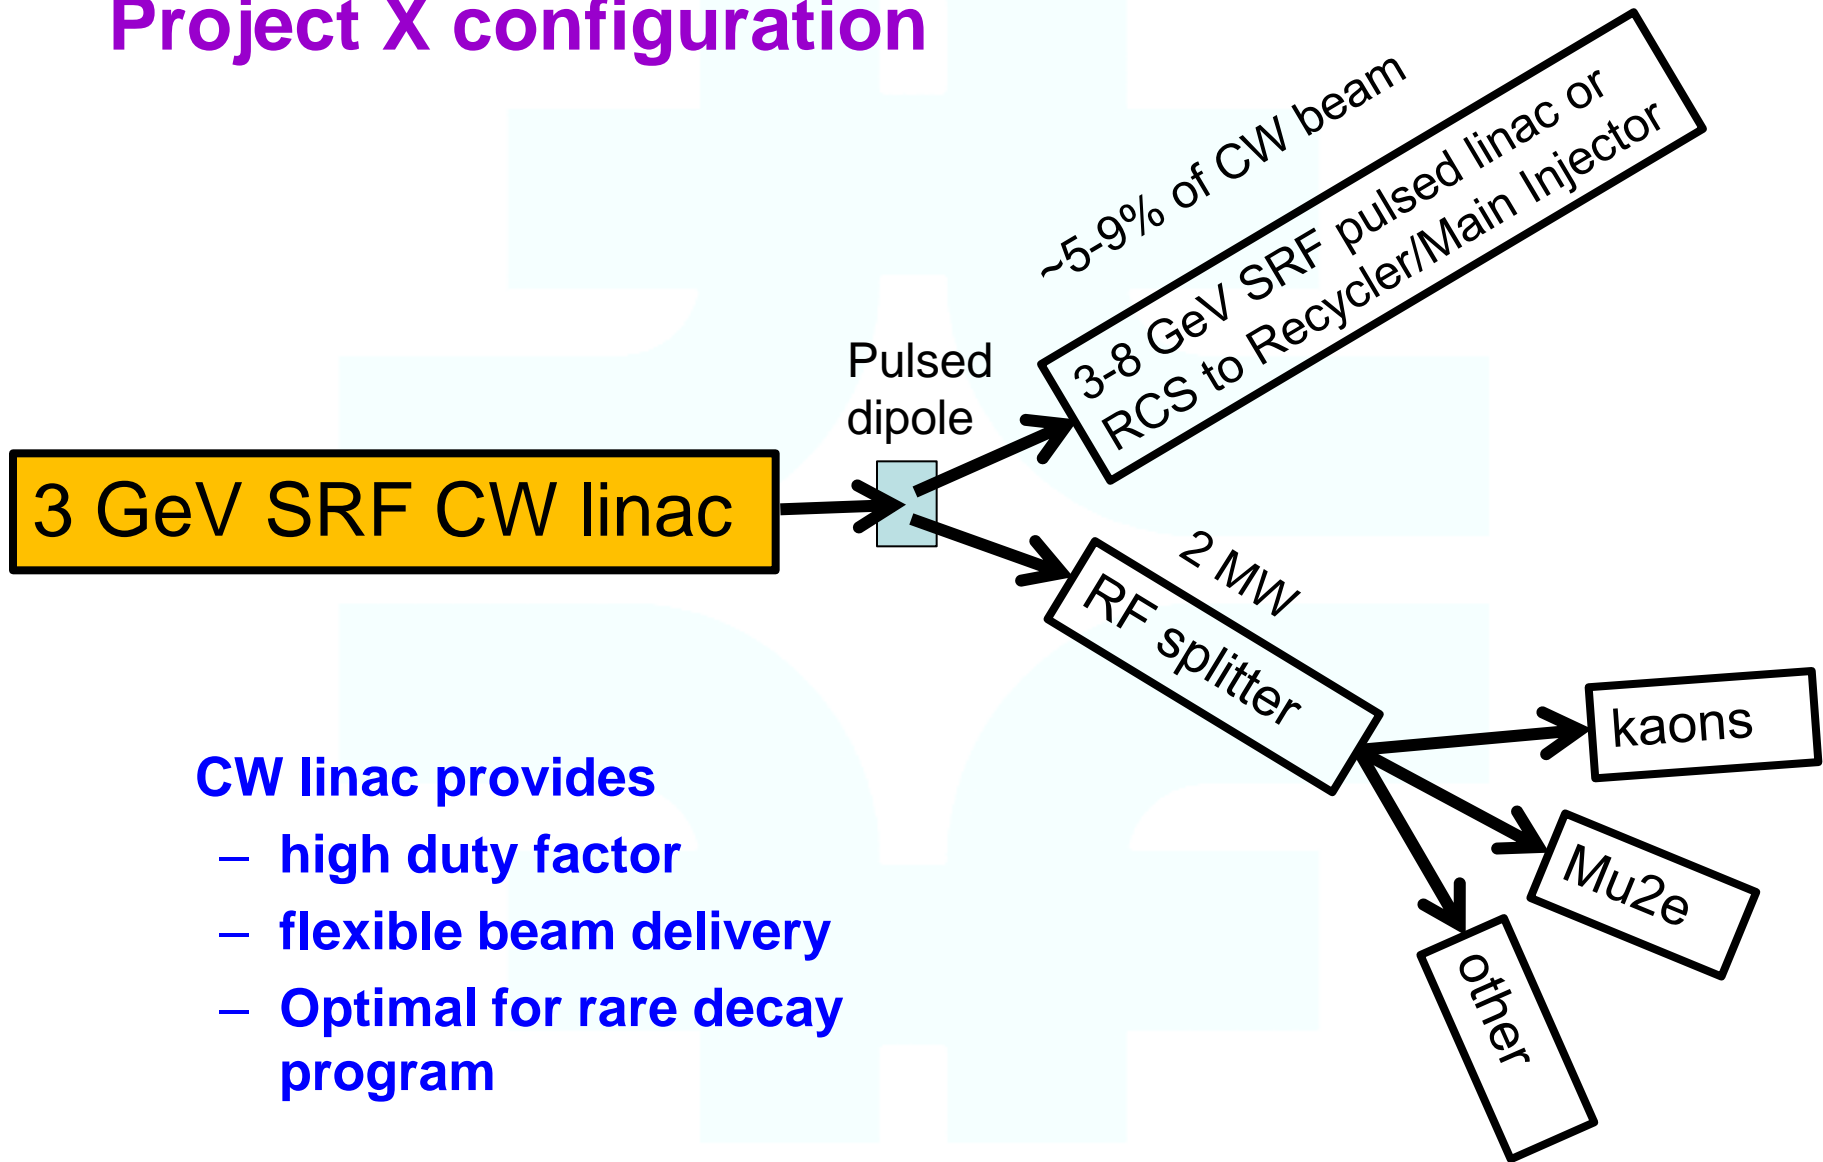 Project X configuration
~5-9% of CW beam
3-8 GeV SRF pulsed linac or
RCS to Recycler/Main Injector
Pulsed
dipole
3 GeV SRF CW linac
2 MW
RF splitter
kaons
Mu2e
other
CW linac provides
– high duty factor
– flexible beam delivery
– Optimal for rare decay
program